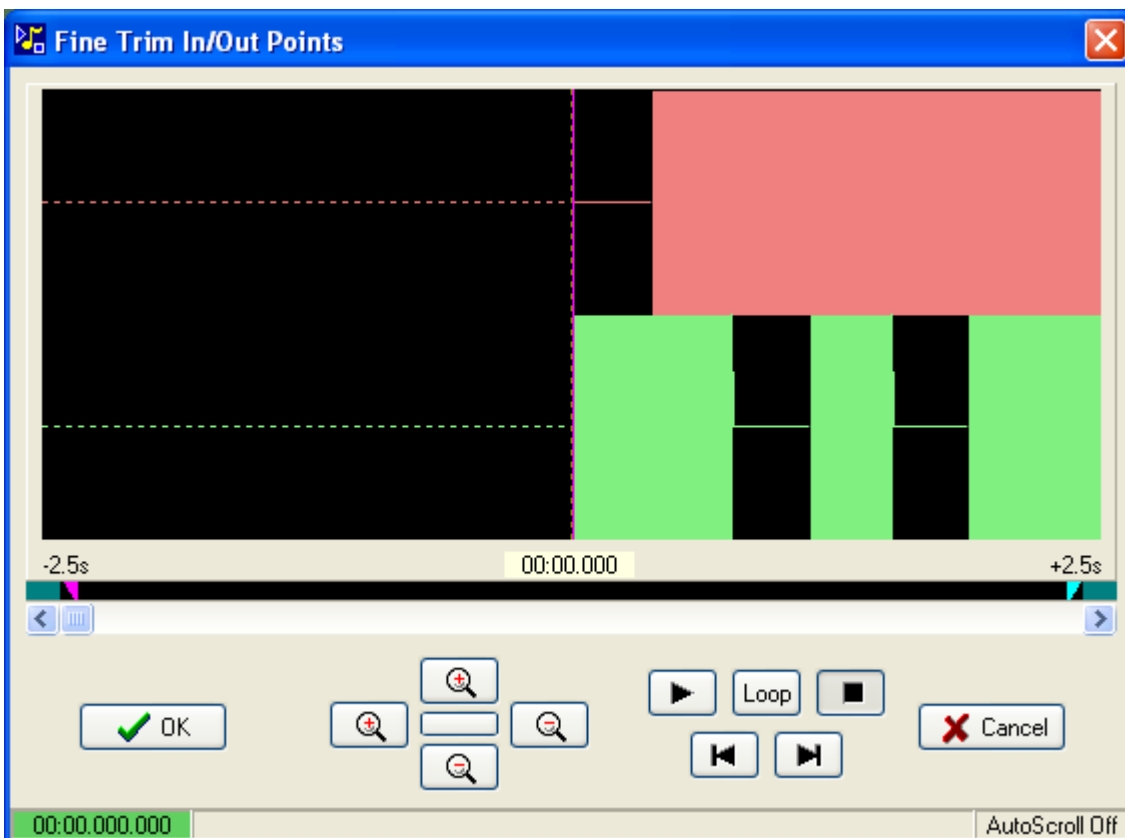 Fine Trim In/Out Points
-2.5s 00:00.000 +2.5s
Loop
OK
Cancel
00:00.000.000 AutoScroll Off